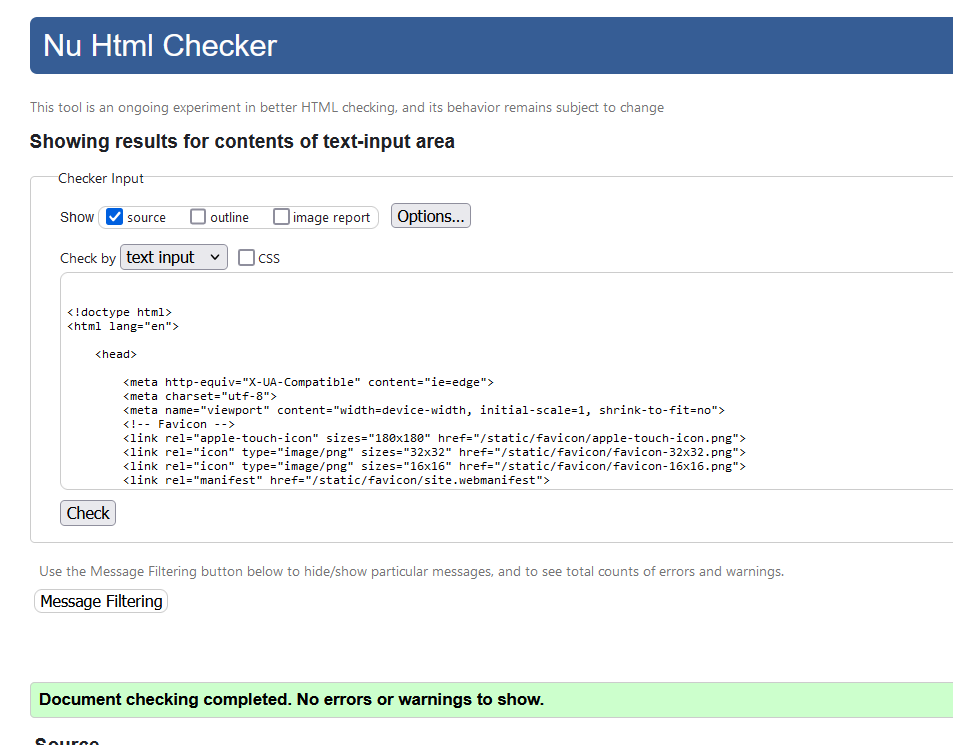 Nu Html Checker
This tool is an ongoing experiment in better HTML checking, and its behavior remains subject to change
Showing results for contents of text-input area
Checker Input
Show source outline image report Options...
Check by text input CSS
<!doctype html>
<html lang="en">
<head>
<meta http-equiv="X-UA-Compatible" content="ie=edge">
<meta charset="utf-8">
<meta name="viewport" content="width=device-width, initial-scale=1, shrink-to-fit=no">
<!-- Favicon -->
<link rel="apple-touch-icon" sizes="180x180" href="/static/favicon/apple-touch-icon.png">
<link rel="icon" type="image/png" sizes="32x32" href="/static/favicon/favicon-32x32.png">
<link rel="icon" type="image/png" sizes="16x16" href="/static/favicon/favicon-16x16.png">
<link rel="manifest" href="/static/favicon/site.webmanifest">
Check
Use the Message Filtering button below to hide/show particular messages, and to see total counts of errors and warnings.
Message Filtering
Document checking completed. No errors or warnings to show.
Source